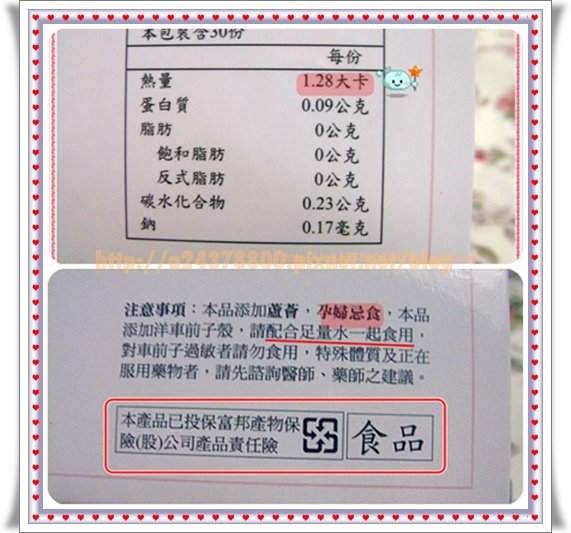 本包裝含30份
每份
熱量 1.28大卡
蛋白質 0.09公克
脂肪 0公克
飽和脂肪 0公克
反式脂肪 0公克
碳水化合物 0.23公克
鈉 0.17毫克
http://a24378800.pixnet.net/blog
注意事項：本品添加蘆薈，孕婦忌食，本品
添加洋車前子殼，請配合足量水一起食用，
對車前子過敏者請勿食用，特殊體質及正在
服用藥物者，請先諮詢醫師、藥師之建議。
本產品已投保富邦產物保
險(股)公司產品責任險
食品